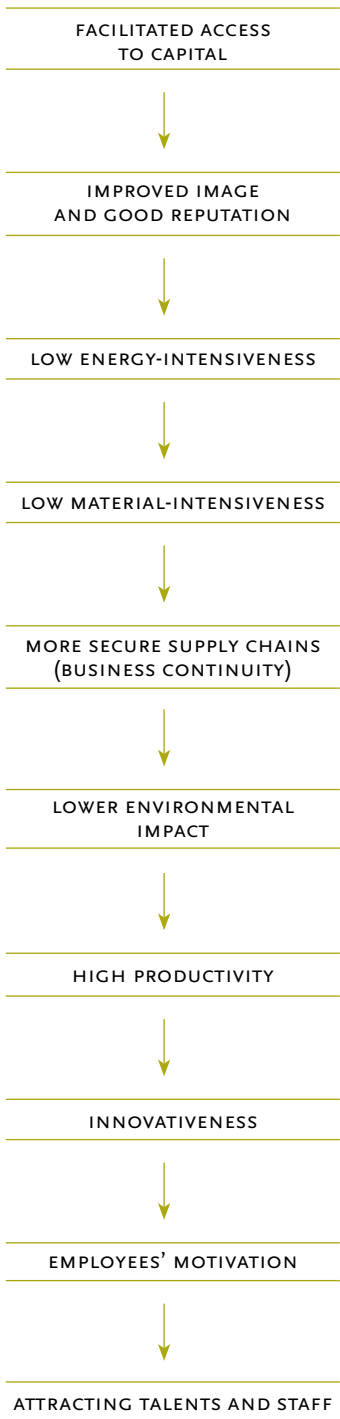 FACILITATED ACCESS
TO CAPITAL
IMPROVED IMAGE
AND GOOD REPUTATION
LOW ENERGY-INTENSIVENESS
LOW MATERIAL-INTENSIVENESS
MORE SECURE SUPPLY CHAINS
(BUSINESS CONTINUITY)
LOWER ENVIRONMENTAL
IMPACT
HIGH PRODUCTIVITY
INNOVATIVENESS
EMPLOYEES’ MOTIVATION
ATTRACTING TALENTS AND STAFF